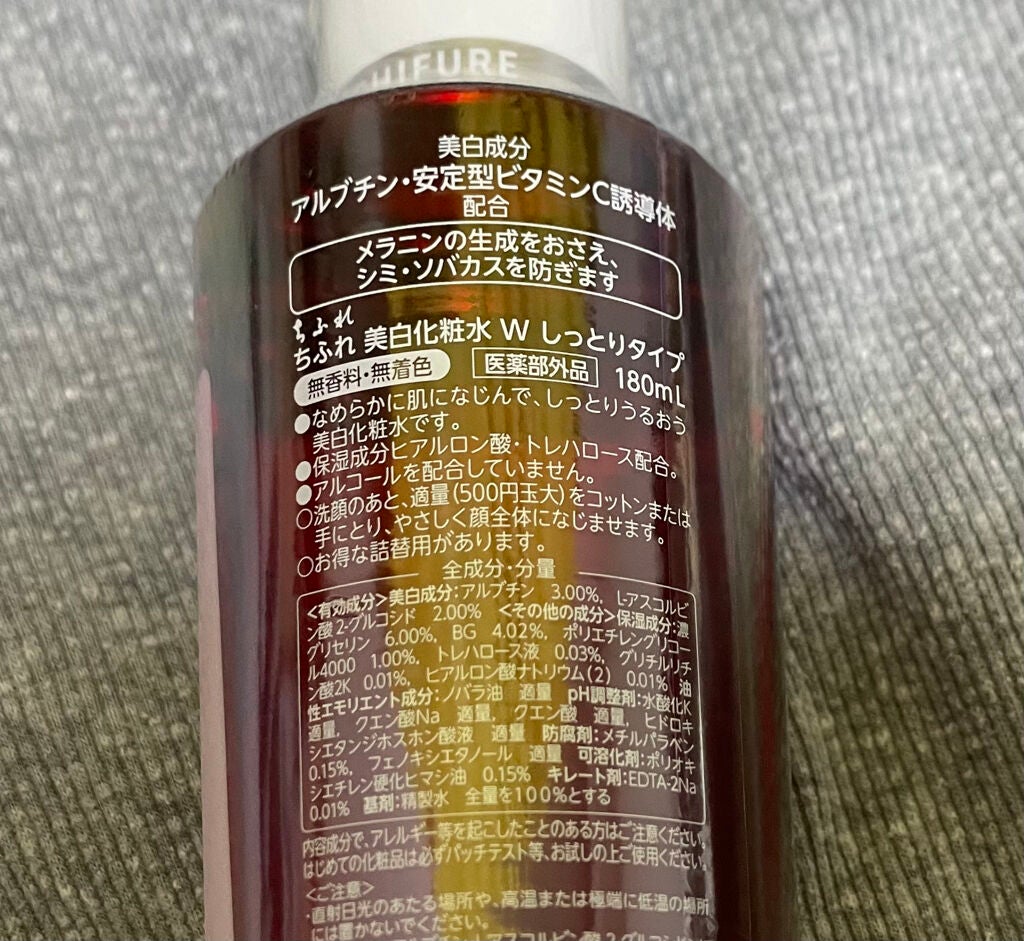 HIFURE
美白成分
アルブチン・安定型ビタミンC誘導体
配合
メラニンの生成をおさえ、
シミ・ソバカスを防ぎます
ちふれ
ちふれ 美白化粧水 W しっとりタイプ
無香料・無着色 医薬部外品 180mL
●なめらかに肌になじんで、しっとりうるおう
美白化粧水です。
●保湿成分ヒアルロン酸・トレハロース配合。
●アルコールを配合していません。
○洗顔のあと、適量(500円玉大)をコットンまたは
手にとり、やさしく顔全体になじませます。
○お得な詰替用があります。
全成分・分量
<有効成分>美白成分:アルブチン 3.00%, L-アスコルビ
ン酸 2-グルコシド 2.00% <その他の成分>保湿成分:濃
グリセリン 6.00%, BG 4.02%, ポリエチレングリコー
ル4000 1.00%, トレハロース液 0.03%, グリチルリチ
ン酸2K 0.01%, ヒアルロン酸ナトリウム(2) 0.01% 油
性エモリエント成分:ノバラ油 適量 pH調整剤:水酸化K
適量, クエン酸Na 適量, クエン酸 適量, ヒドロキ
シエタンジホスホン酸液 適量 防腐剤:メチルパラベン
0.15%, フェノキシエタノール 適量 可溶化剤:ポリオキ
シエチレン硬化ヒマシ油 0.15% キレート剤:EDTA-2Na
0.01% 基剤:精製水 全量を100%とする
内容成分で、アレルギー等を起こしたことのある方はご注意ください。
はじめての化粧品は必ずパッチテスト等、お試しの上ご使用ください。
<ご注意>
・直射日光のあたる場所や、高温または極端に低温の場所
には置かないでください。
アルブチン・L-アスコルビン酸 2-グルコシド